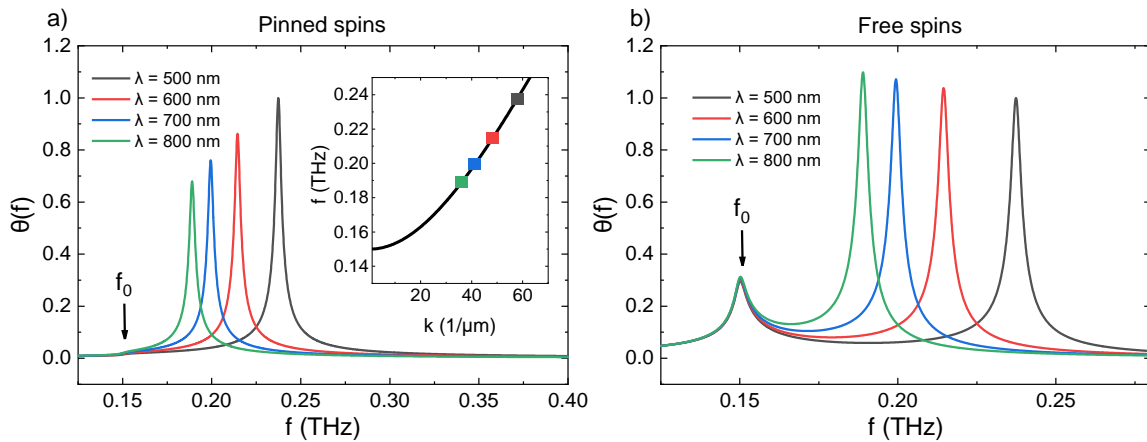 a)
Pinned spins
θ(f)
1.2
1.0
0.8
0.6
0.4
0.2
0.0
λ = 500 nm
λ = 600 nm
λ = 700 nm
λ = 800 nm
f0
f (THz)
0.24
0.22
0.20
0.18
0.16
0.14
20 40 60
k (1/μm)
0.15 0.20 0.25 0.30 0.35 0.40
f (THz)
b)
Free spins
θ(f)
1.2
1.0
0.8
0.6
0.4
0.2
0.0
λ = 500 nm
λ = 600 nm
λ = 700 nm
λ = 800 nm
f0
0.15 0.20 0.25
f (THz)